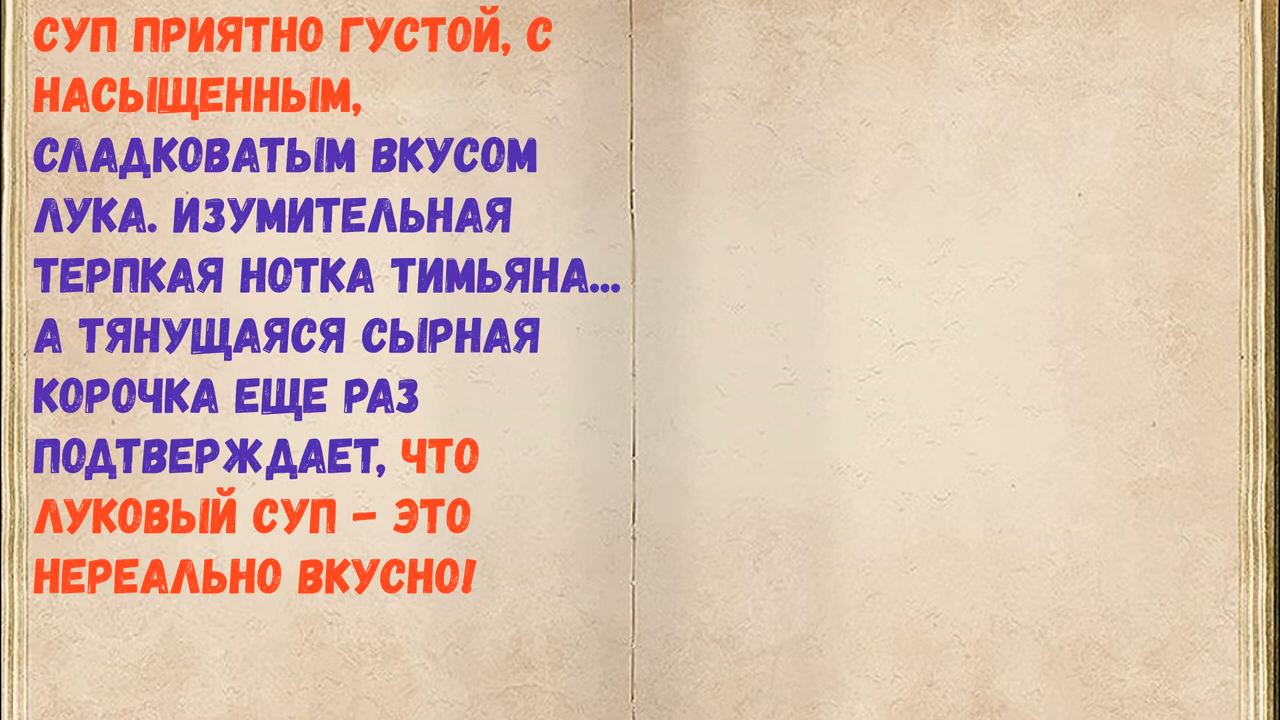 СУП ПРИЯТНО ГУСТОЙ, С
НАСЫЩЕННЫМ,
СЛАДКОВАТЫМ ВКУСОМ
ЛУКА. ИЗУМИТЕЛЬНАЯ
ТЕРПКАЯ НОТКА ТИМЬЯНА...
А ТЯНУЩАЯСЯ СЫРНАЯ
КОРОЧКА ЕЩЕ РАЗ
ПОДТВЕРЖДАЕТ, ЧТО
ЛУКОВЫЙ СУП - ЭТО
НЕРЕАЛЬНО ВКУСНО!